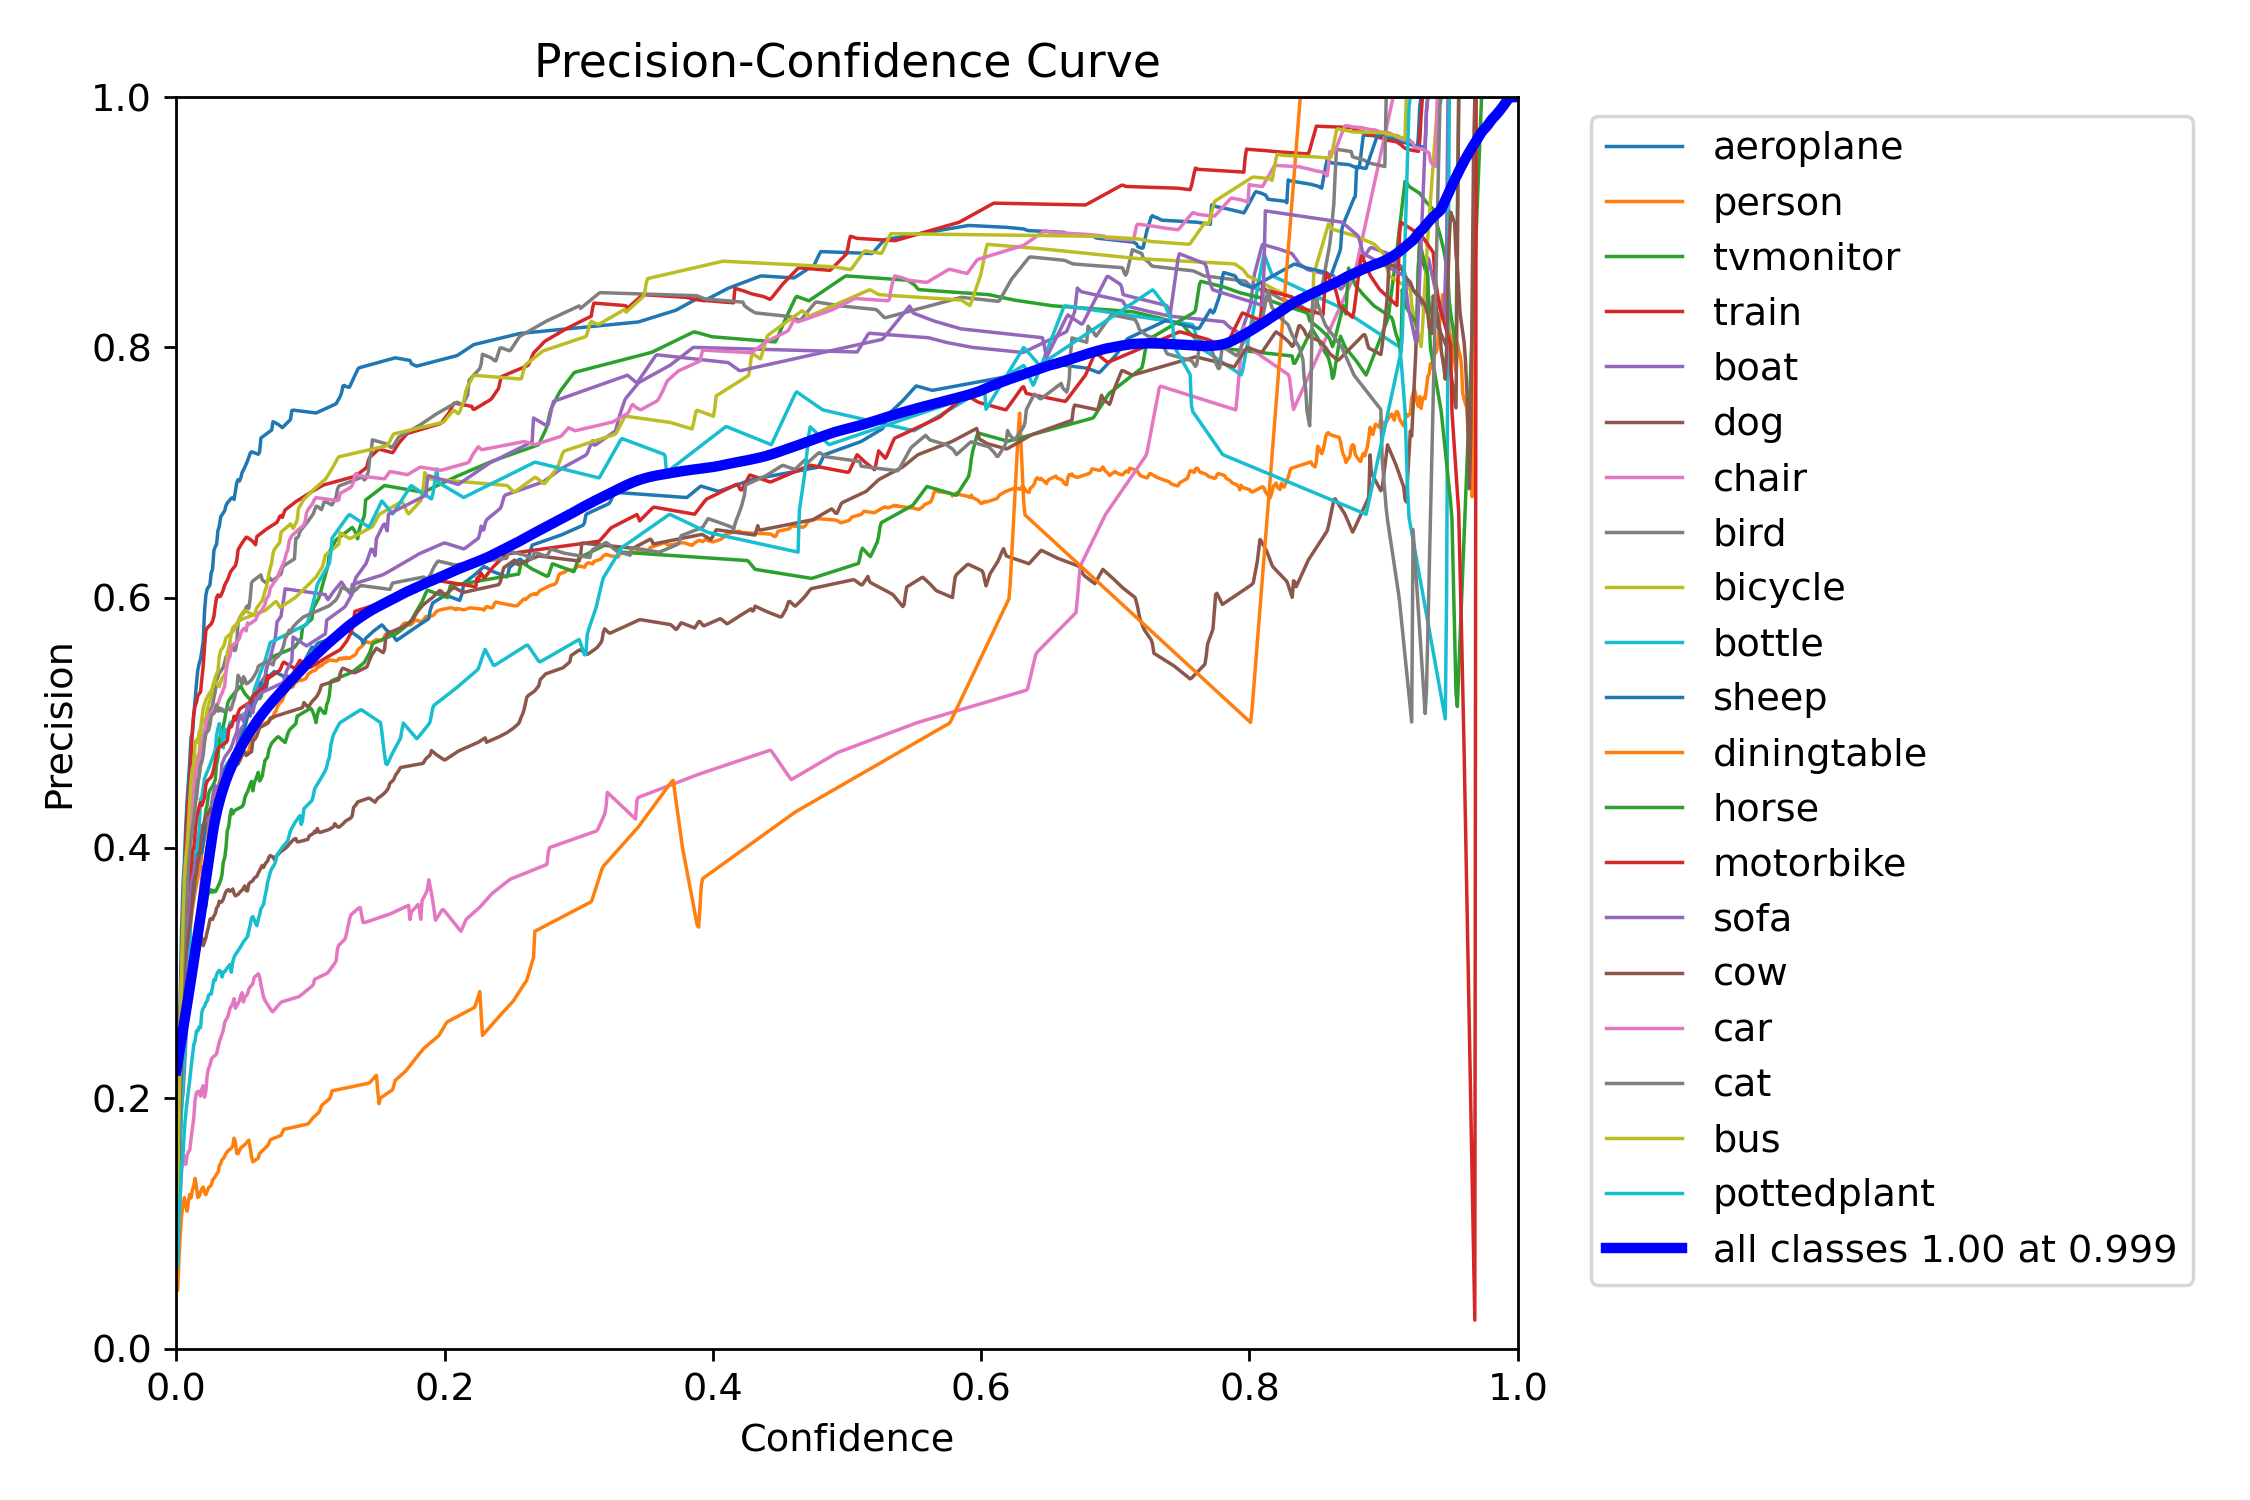 Precision-Confidence Curve
1.0
0.8
0.6
0.4
0.2
0.0
Precision
0.0 0.2 0.4 0.6 0.8 1.0
Confidence
aeroplane
person
tvmonitor
train
boat
dog
chair
bird
bicycle
bottle
sheep
diningtable
horse
motorbike
sofa
cow
car
cat
bus
pottedplant
all classes 1.00 at 0.999